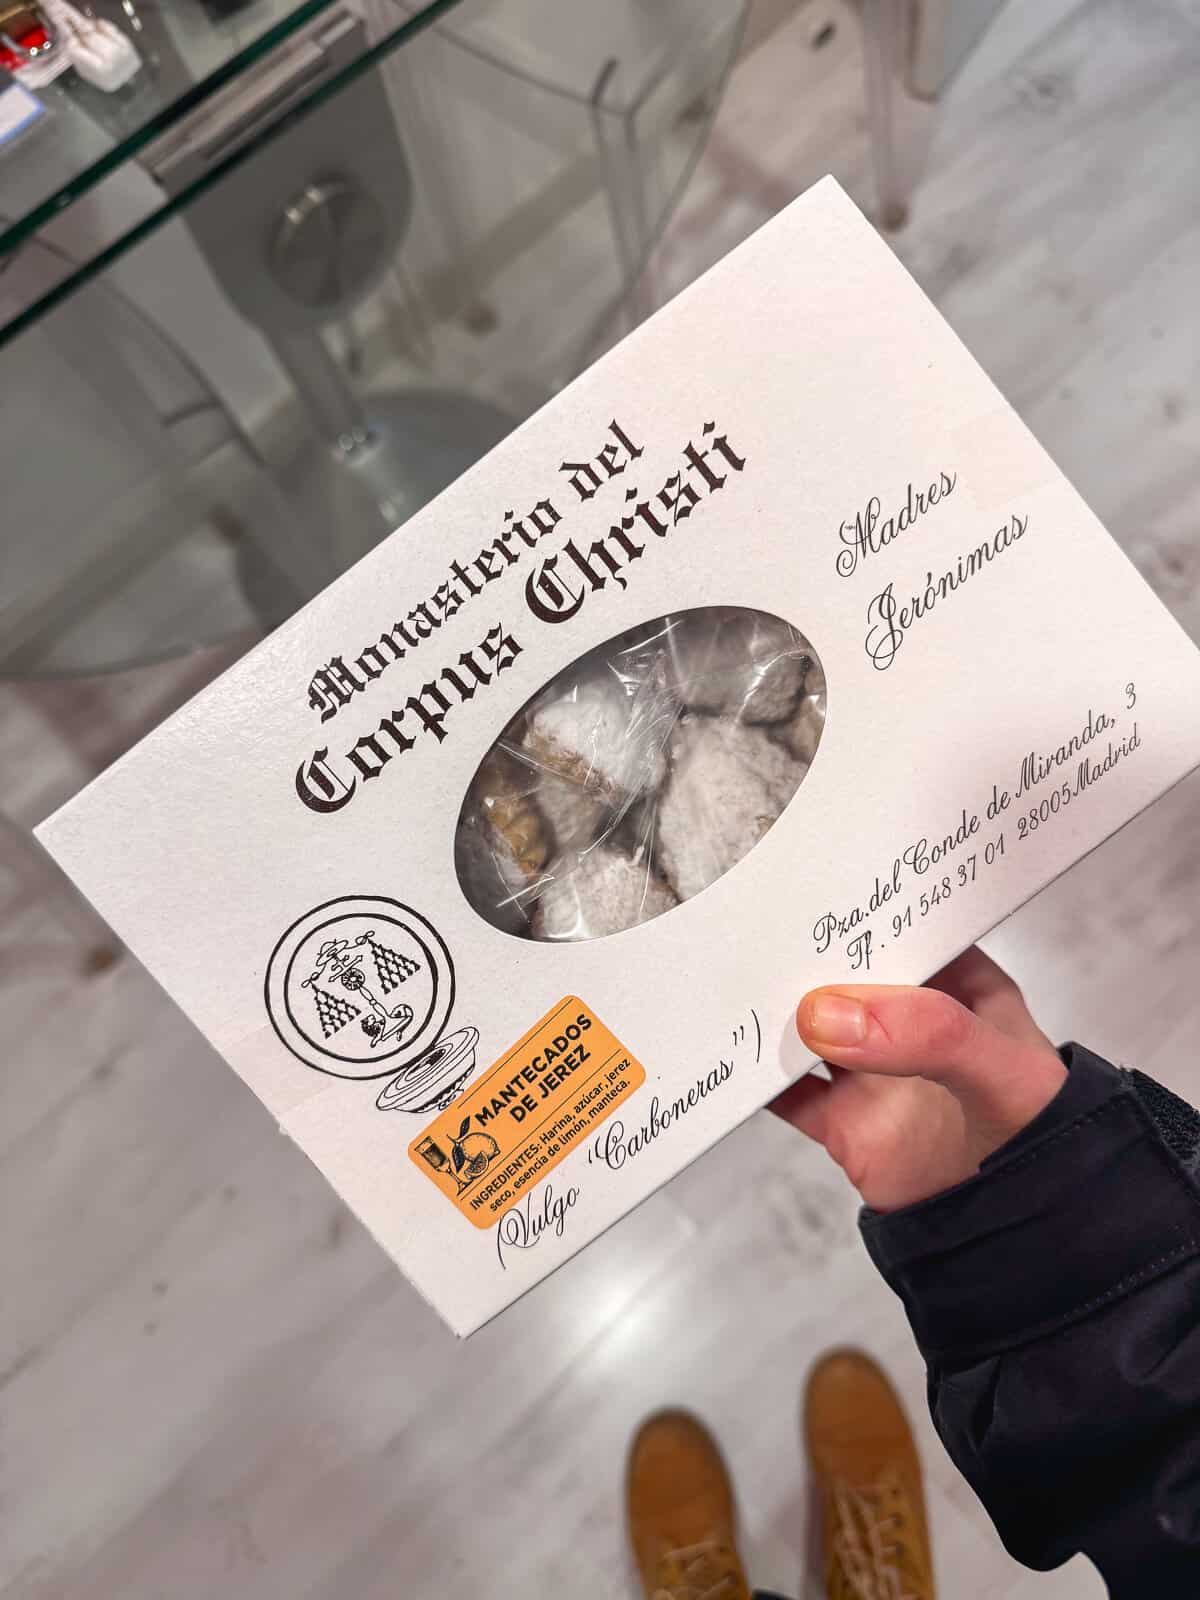 Monasterio del
Corpus Christi
Madres
Jerónimas
Pza.del Conde de Miranda, 3
Tf. 91 548 37 01 28005 Madrid
MANTECADOS
DE JEREZ
INGREDIENTES: Harina, azúcar, jerez
seco, esencia de limón, manteca.
(Vulgo "Carboneras")